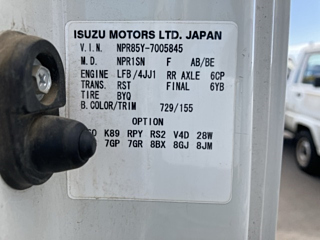 ISUZU MOTORS LTD. JAPAN
V.I.N. NPR85Y-7005845
M.D. NPR1SN F AB/BE
ENGINE LFB/4JJ1 RR AXLE 6CP
TRANS. RST FINAL 6YB
TIRE BYQ
B.COLOR/TRIM 729/155
OPTION
K89 RPY RS2 V4D 28W
7GP 7GR 8BX 8GJ 8JM